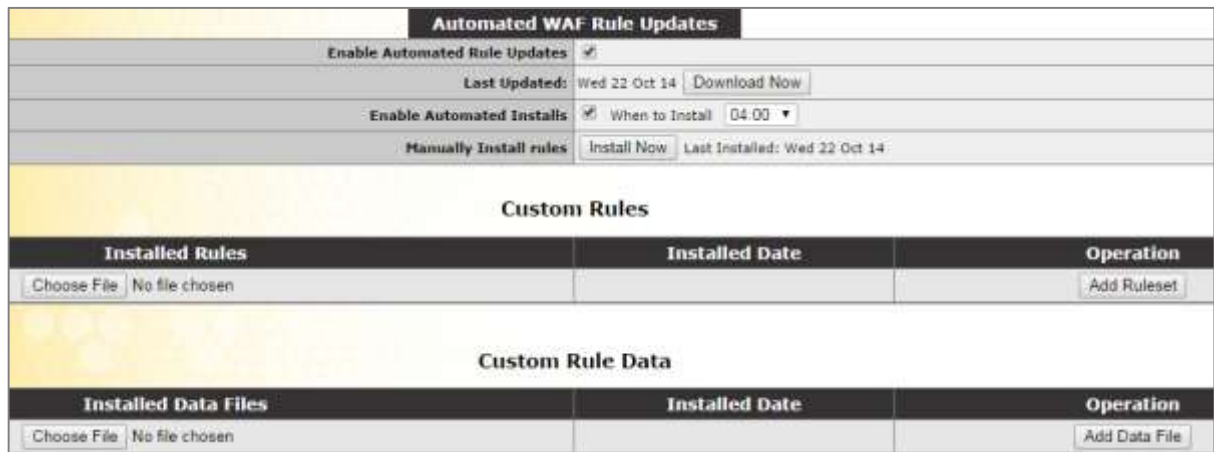 Automated WAF Rule Updates
Enable Automated Rule Updates
Last Updated: Wed 22 Oct 14 Download Now
Enable Automated Installs When to Install 04:00
Manually Install rules Install Now Last Installed: Wed 22 Oct 14
Custom Rules
Installed Rules Installed Date Operation
Choose File No file chosen Add Ruleset
Custom Rule Data
Installed Data Files Installed Date Operation
Choose File No file chosen Add Data File